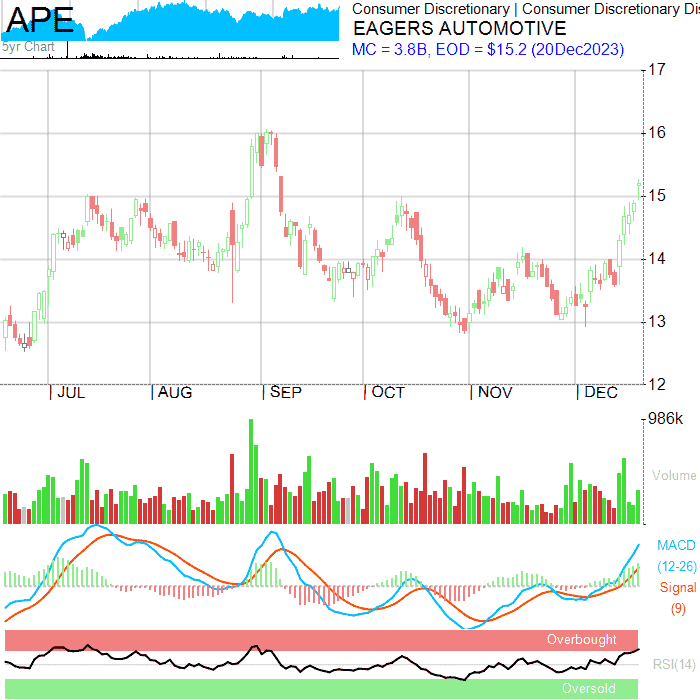 APE
5yr Chart
Consumer Discretionary | Consumer Discretionary Dis
EAGERS AUTOMOTIVE
MC = 3.8B, EOD = $15.2 (20Dec2023)
17
16
15
14
13
12
JUL AUG SEP OCT NOV DEC
986k
Volume
MACD
(12-26)
Signal
(9)
Overbought
RSI(14)
Oversold